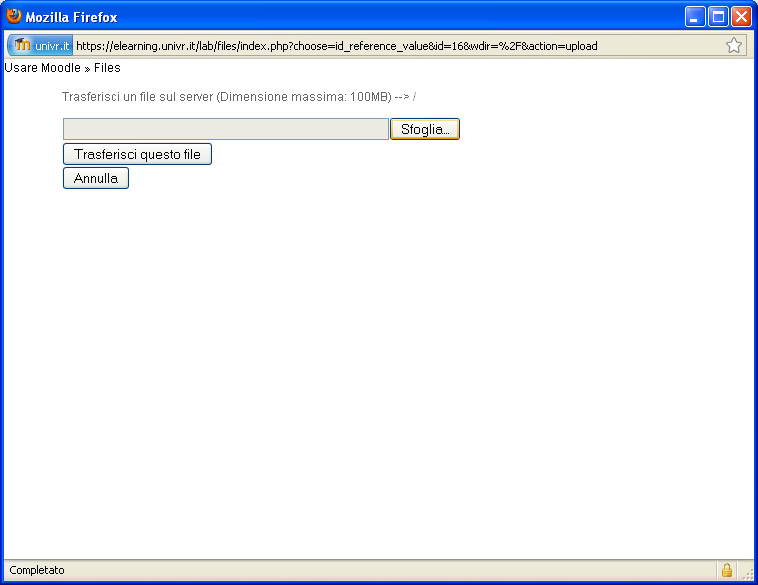 Mozilla Firefox
univr.it https://elearning.univr.it/lab/files/index.php?choose=id_reference_value&id=16&wdir=%2F&action=upload
Usare Moodle » Files
Trasferisci un file sul server (Dimensione massima: 100MB) --> /
Sfoglia...
Trasferisci questo file
Annulla
Completato